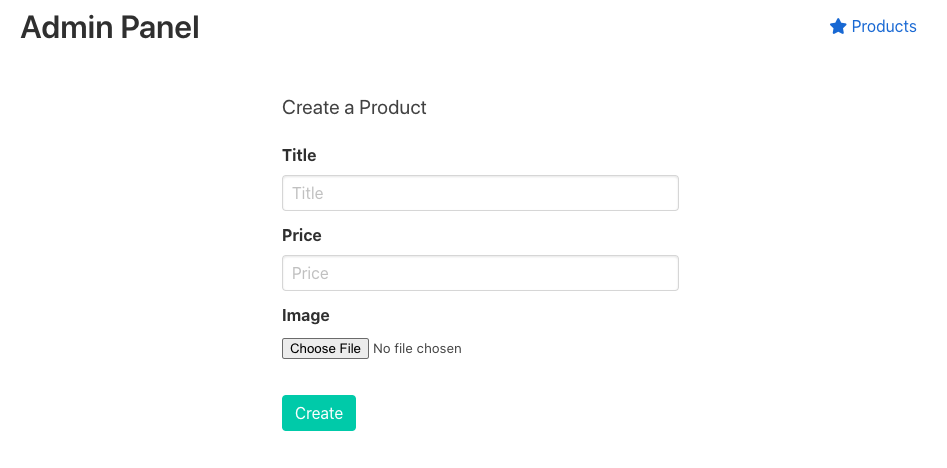 Admin Panel
Products
Create a Product
Title
Title
Price
Price
Image
Choose File No file chosen
Create